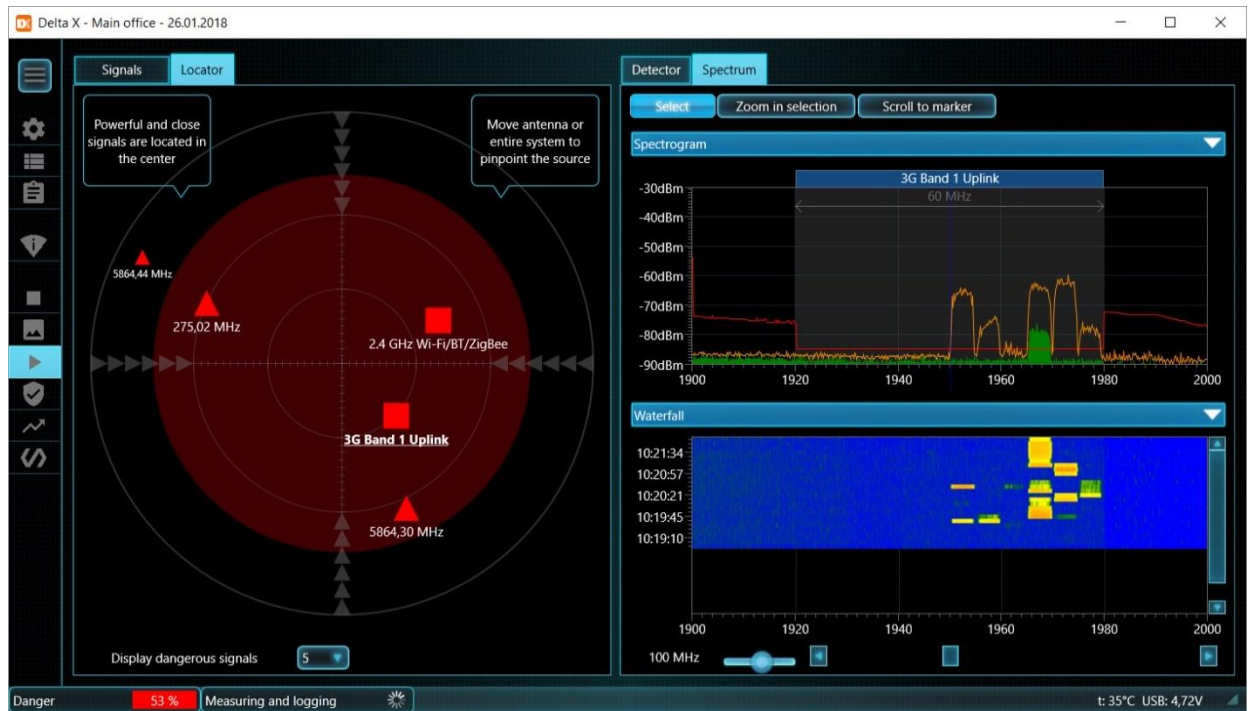 Delta X - Main office - 26.01.2018
Signals
Locator
Powerful and close
signals are located in
the center
Move antenna or
entire system to
pinpoint the source
5864,44 MHz
275,02 MHz
2.4 GHz Wi-Fi/BT/ZigBee
3G Band 1 Uplink
5864,30 MHz
Display dangerous signals
5
Detector
Spectrum
Select
Zoom in selection
Scroll to marker
Spectrogram
3G Band 1 Uplink
60 MHz
-30dBm
-40dBm
-50dBm
-60dBm
-70dBm
-80dBm
-90dBm
1900 1920 1940 1960 1980 2000
Waterfall
10:21:34
10:20:57
10:20:21
10:19:45
10:19:10
1900 1920 1940 1960 1980 2000
100 MHz
Danger
53 %
Measuring and logging
t: 35°C USB: 4,72V